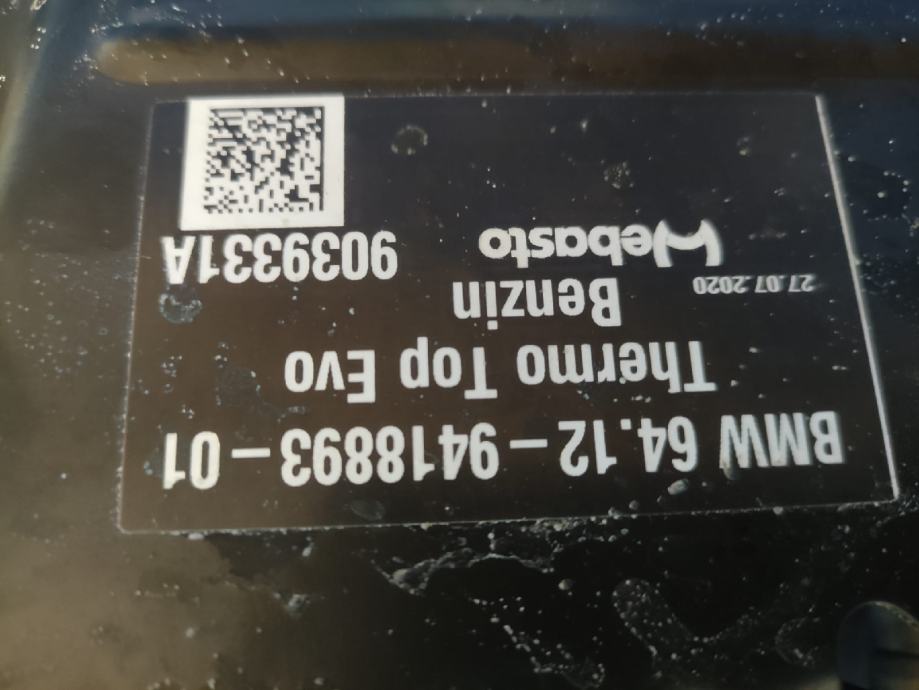 BMW 64.12-9418893-01
Thermo Top Evo
Benzin
27.07.2020
Webasto 9039331A